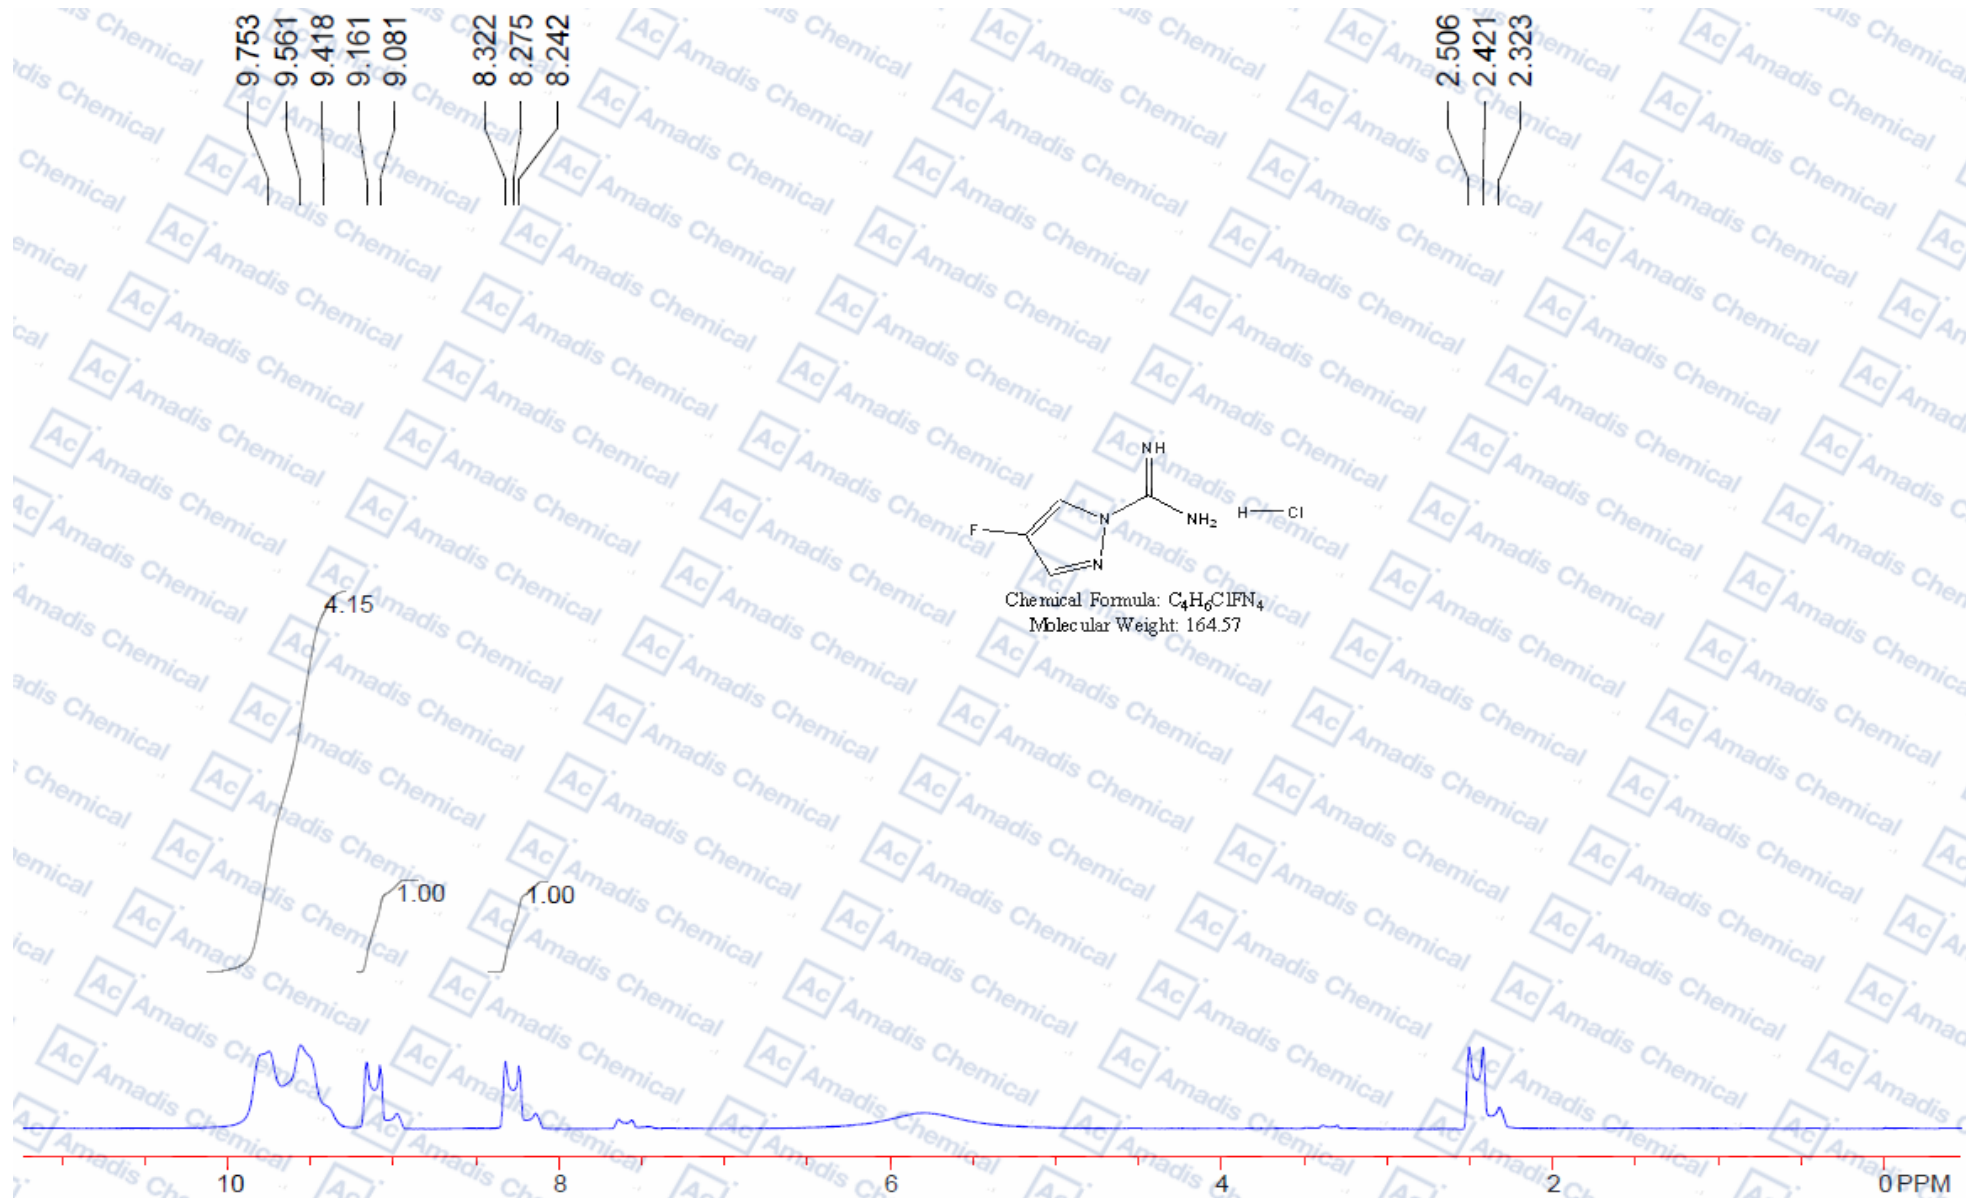 9.753
9.561
9.418
9.161
9.081
8.322
8.275
8.242
2.506
2.421
2.323
NH
F
N
N
NH₂
H
Cl
Chemical Formula: C₄H₆ClFN₄
Molecular Weight: 164.57
4.15
1.00
1.00
10
8
6
4
2
0 PPM
Ac Amadis Chemical